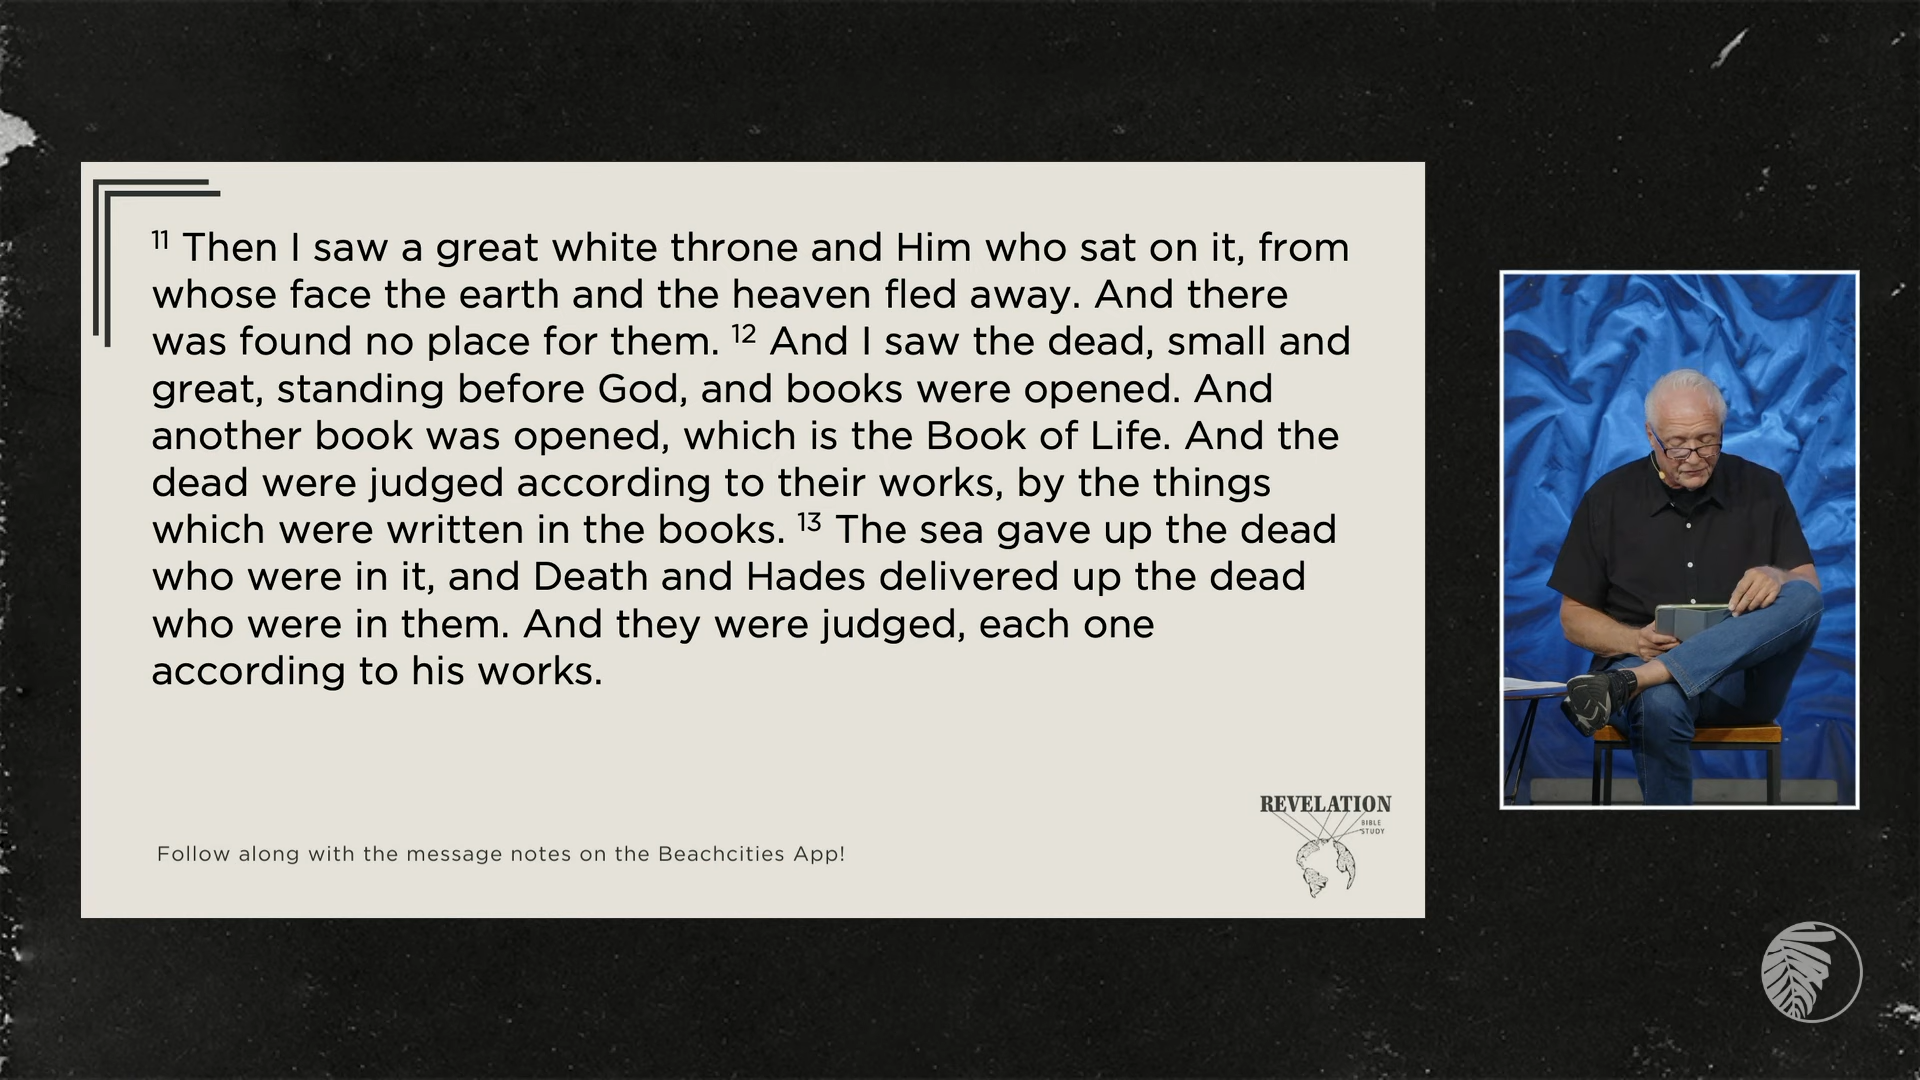 11 Then I saw a great white throne and Him who sat on it, from
whose face the earth and the heaven fled away. And there
was found no place for them. 12 And I saw the dead, small and
great, standing before God, and books were opened. And
another book was opened, which is the Book of Life. And the
dead were judged according to their works, by the things
which were written in the books. 13 The sea gave up the dead
who were in it, and Death and Hades delivered up the dead
who were in them. And they were judged, each one
according to his works.
REVELATION
BIBLE
STUDY
Follow along with the message notes on the Beachcities App!